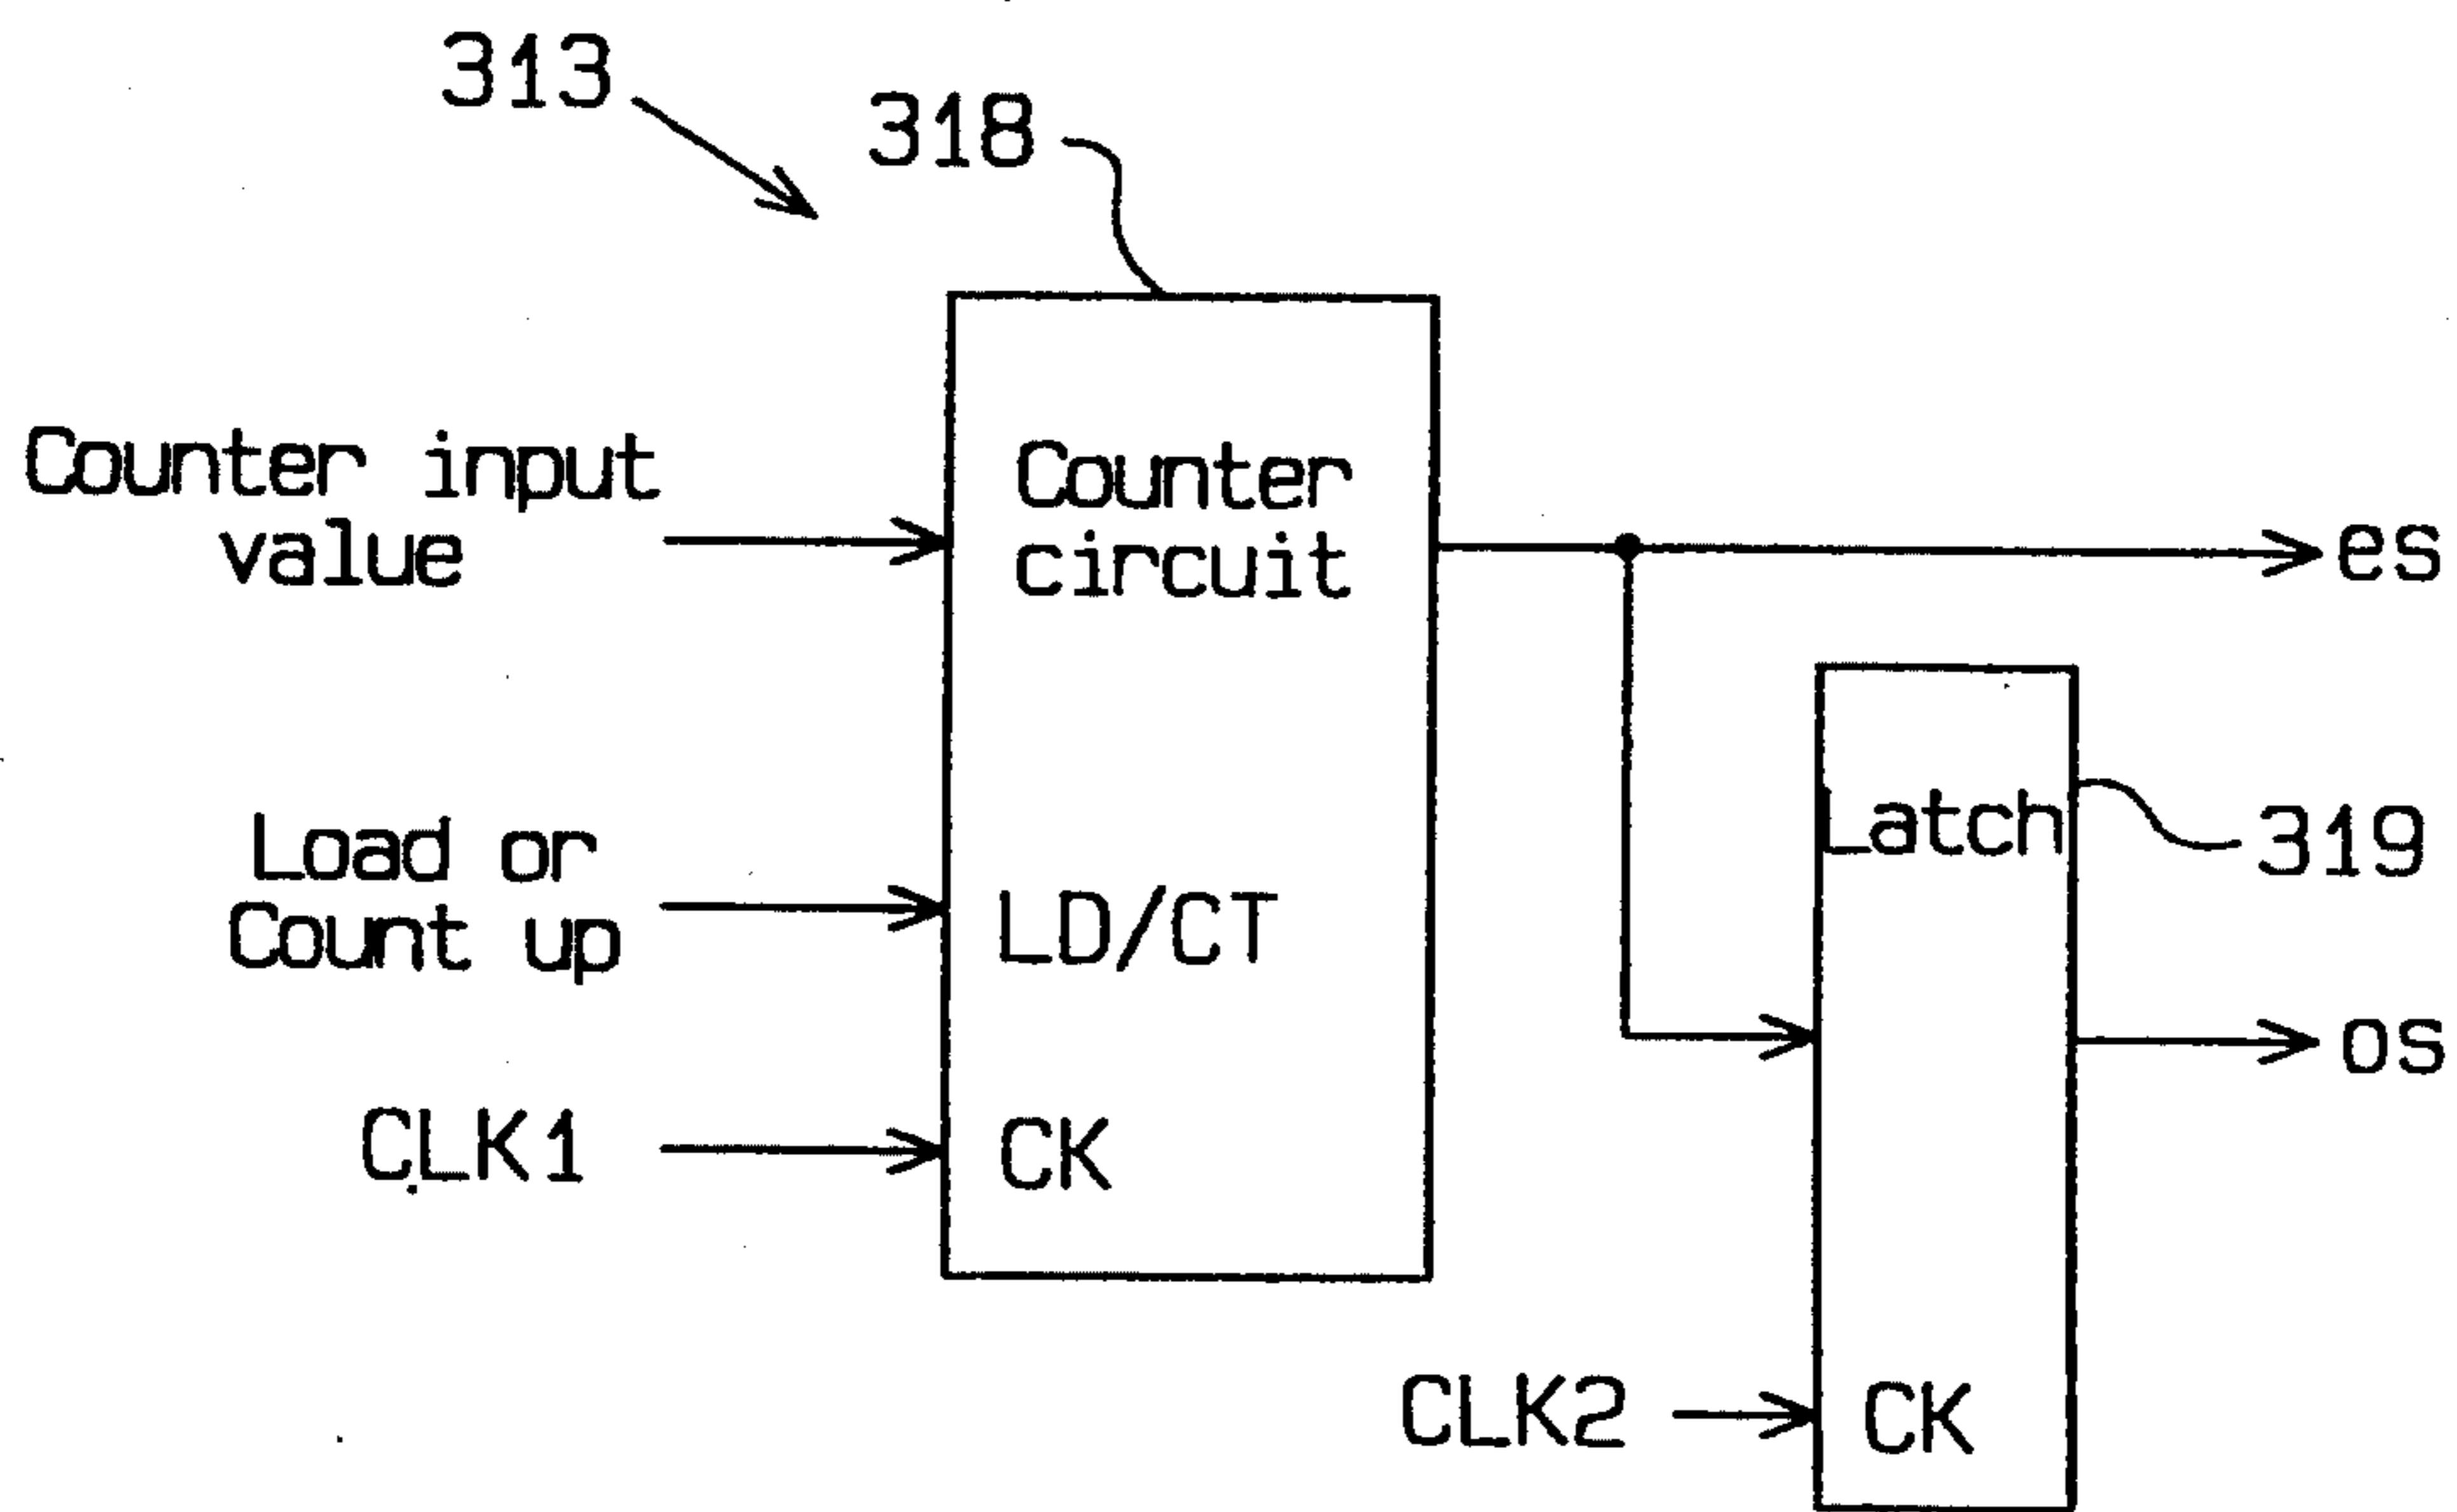 313
318
Counter input
value
Counter
circuit
es
Load or
Count up
LD/CT
Latch
319
os
CLK1
CK
CLK2
CK